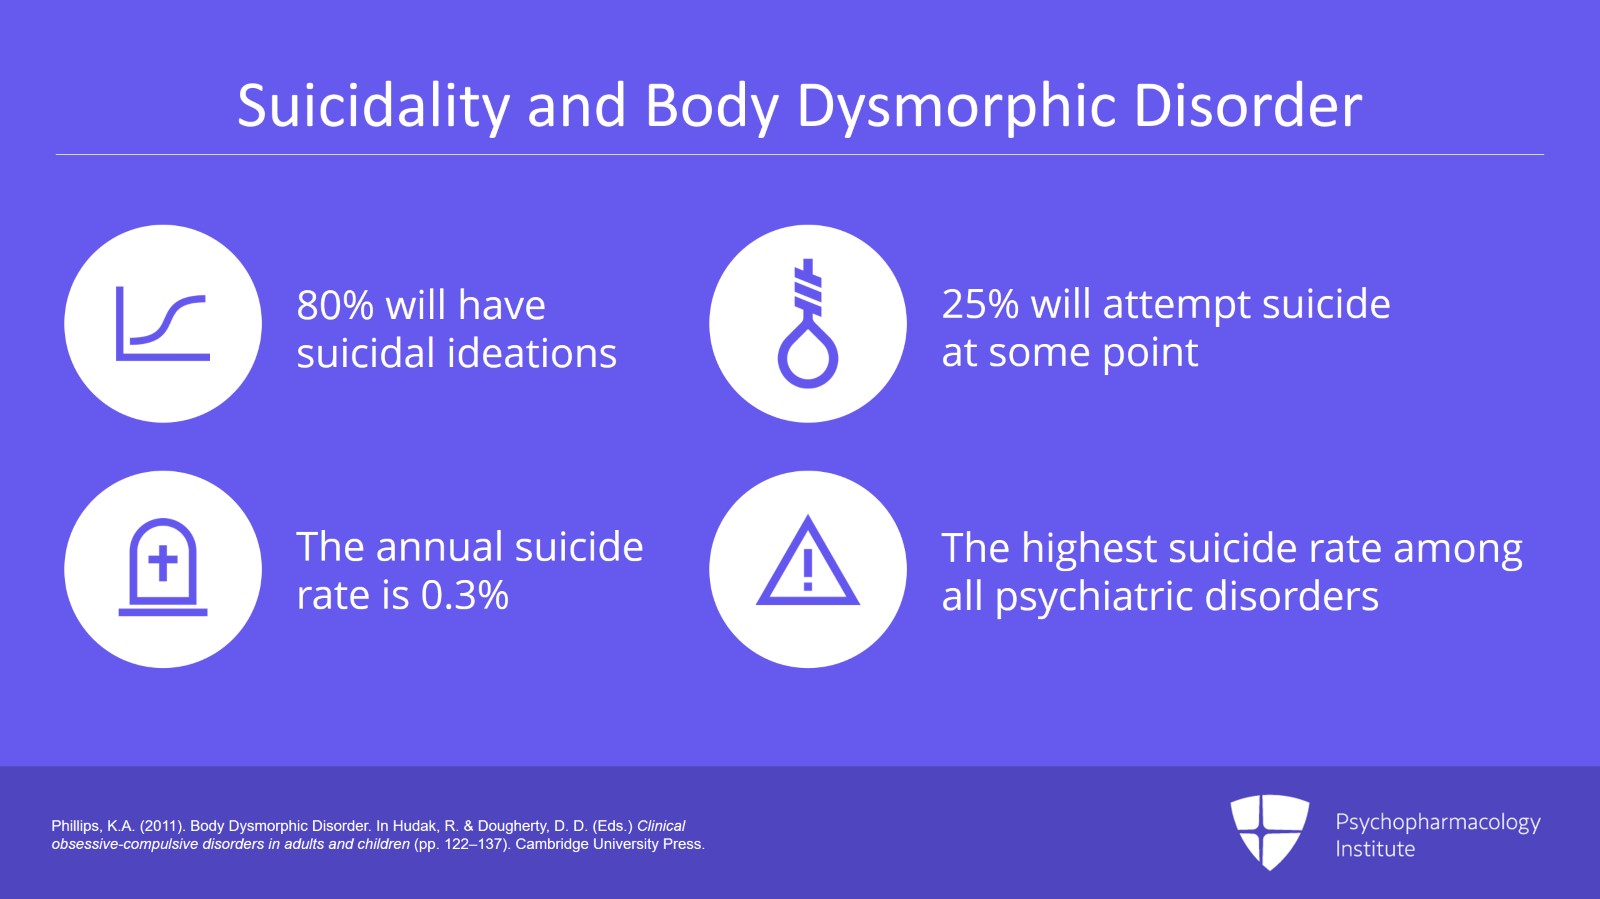 Suicidality and Body Dysmorphic Disorder
80% will have
suicidal ideations
25% will attempt suicide
at some point
The annual suicide
rate is 0.3%
The highest suicide rate among
all psychiatric disorders
Phillips, K.A. (2011). Body Dysmorphic Disorder. In Hudak, R. & Dougherty, D. D. (Eds.) Clinical
obsessive-compulsive disorders in adults and children (pp. 122–137). Cambridge University Press.
Psychopharmacology
Institute